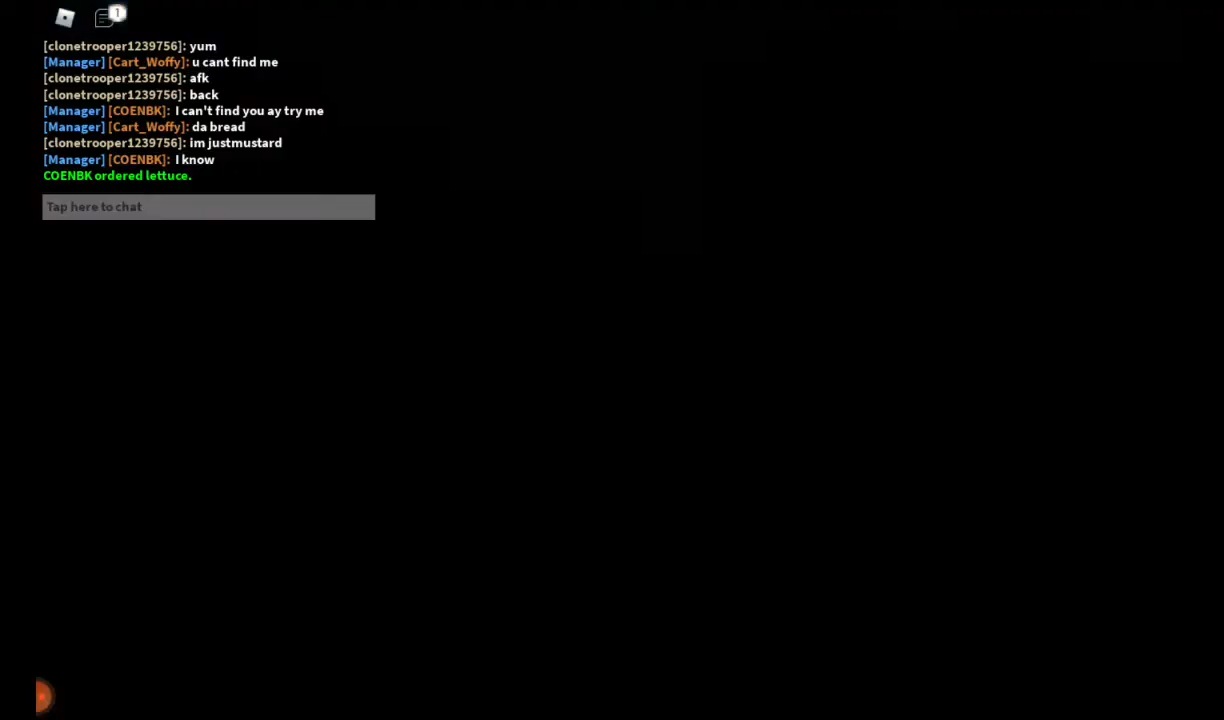 1
[clonetrooper1239756]: yum
[Manager] [Cart_Woffy]: u cant find me
[clonetrooper1239756]: afk
[clonetrooper1239756]: back
[Manager] [COENBK]: I can't find you ay try me
[Manager] [Cart_Woffy]: da bread
[clonetrooper1239756]: im justmustard
[Manager] [COENBK]: I know
COENBK ordered lettuce.
Tap here to chat